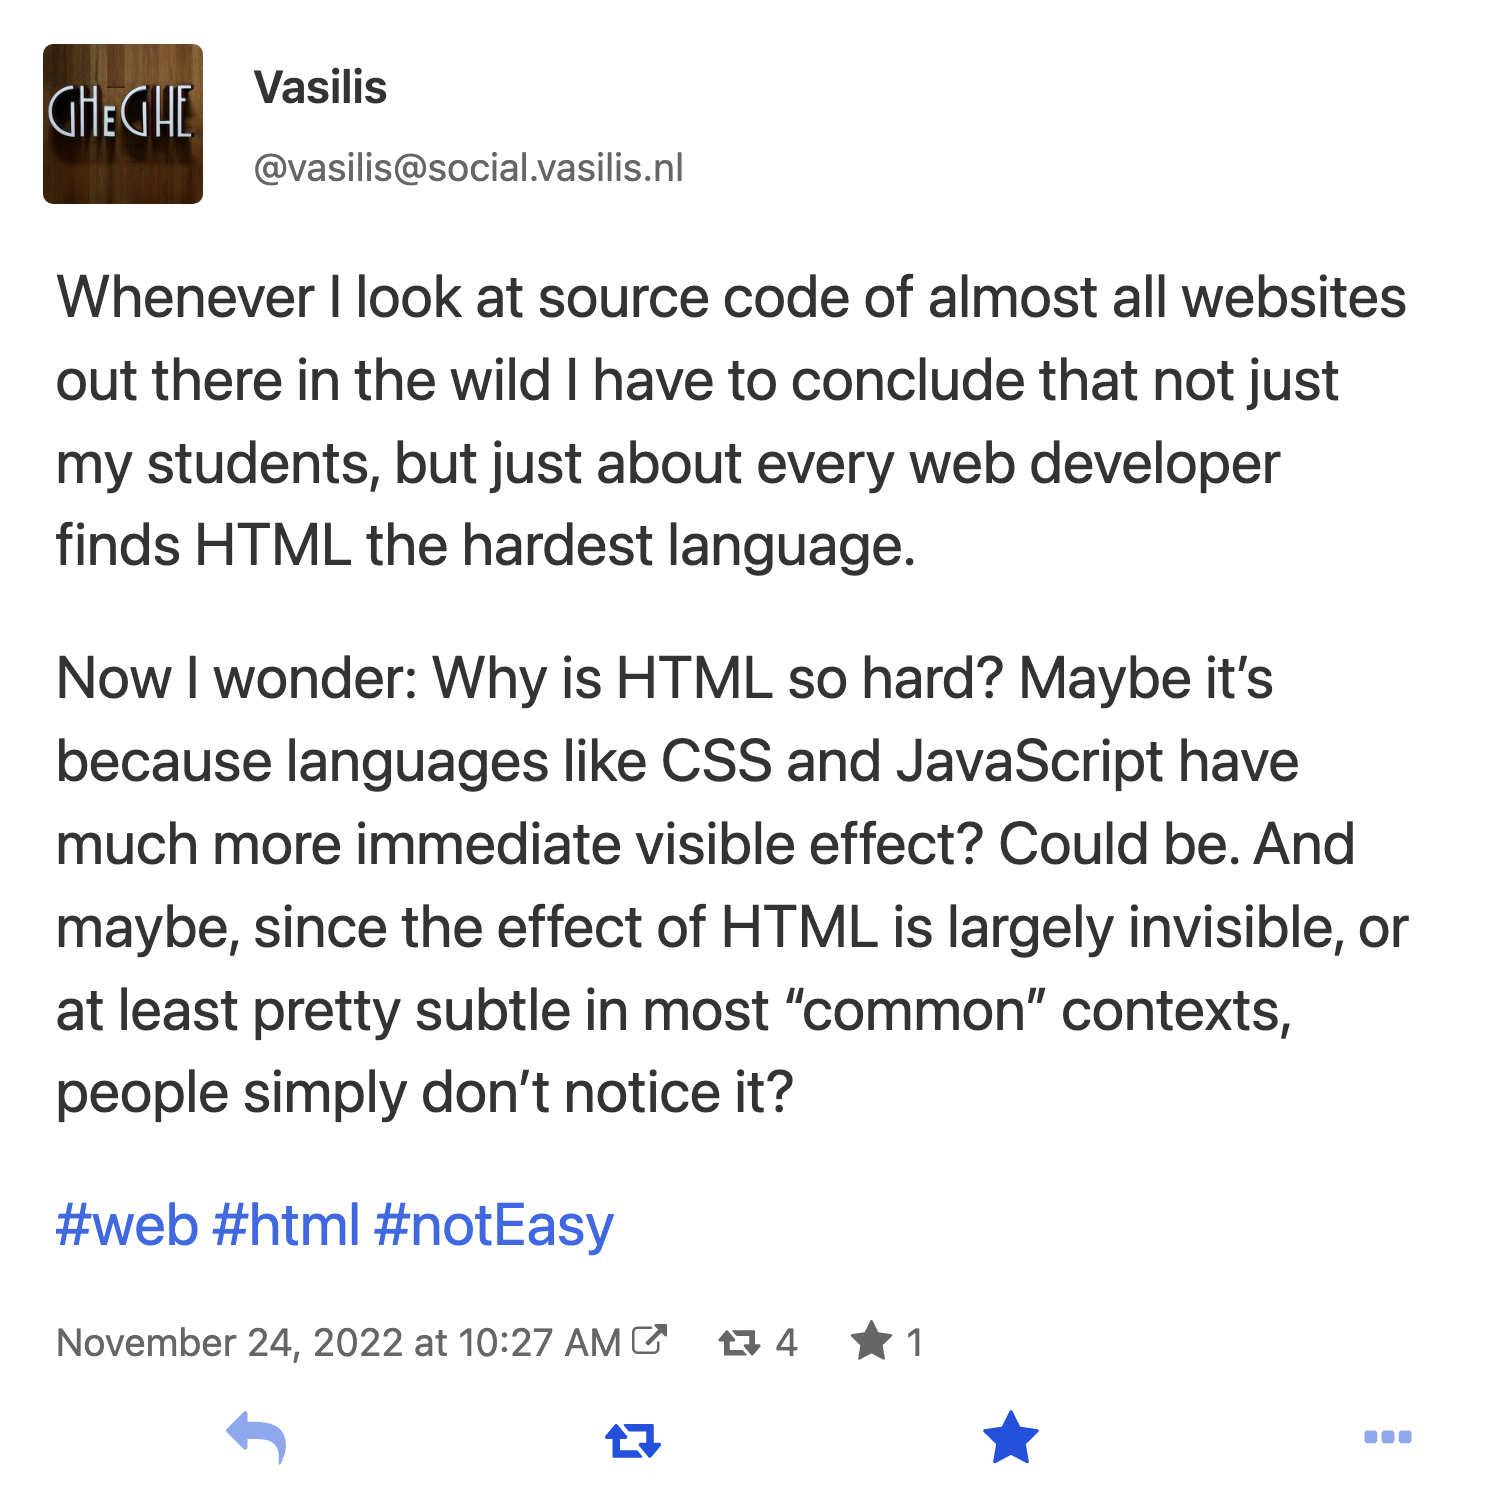 GHEGHE
Vasilis
@vasilis@social.vasilis.nl
Whenever I look at source code of almost all websites
out there in the wild I have to conclude that not just
my students, but just about every web developer
finds HTML the hardest language.
Now I wonder: Why is HTML so hard? Maybe it’s
because languages like CSS and JavaScript have
much more immediate visible effect? Could be. And
maybe, since the effect of HTML is largely invisible, or
at least pretty subtle in most “common” contexts,
people simply don’t notice it?
#web #html #notEasy
November 24, 2022 at 10:27 AM 4 1